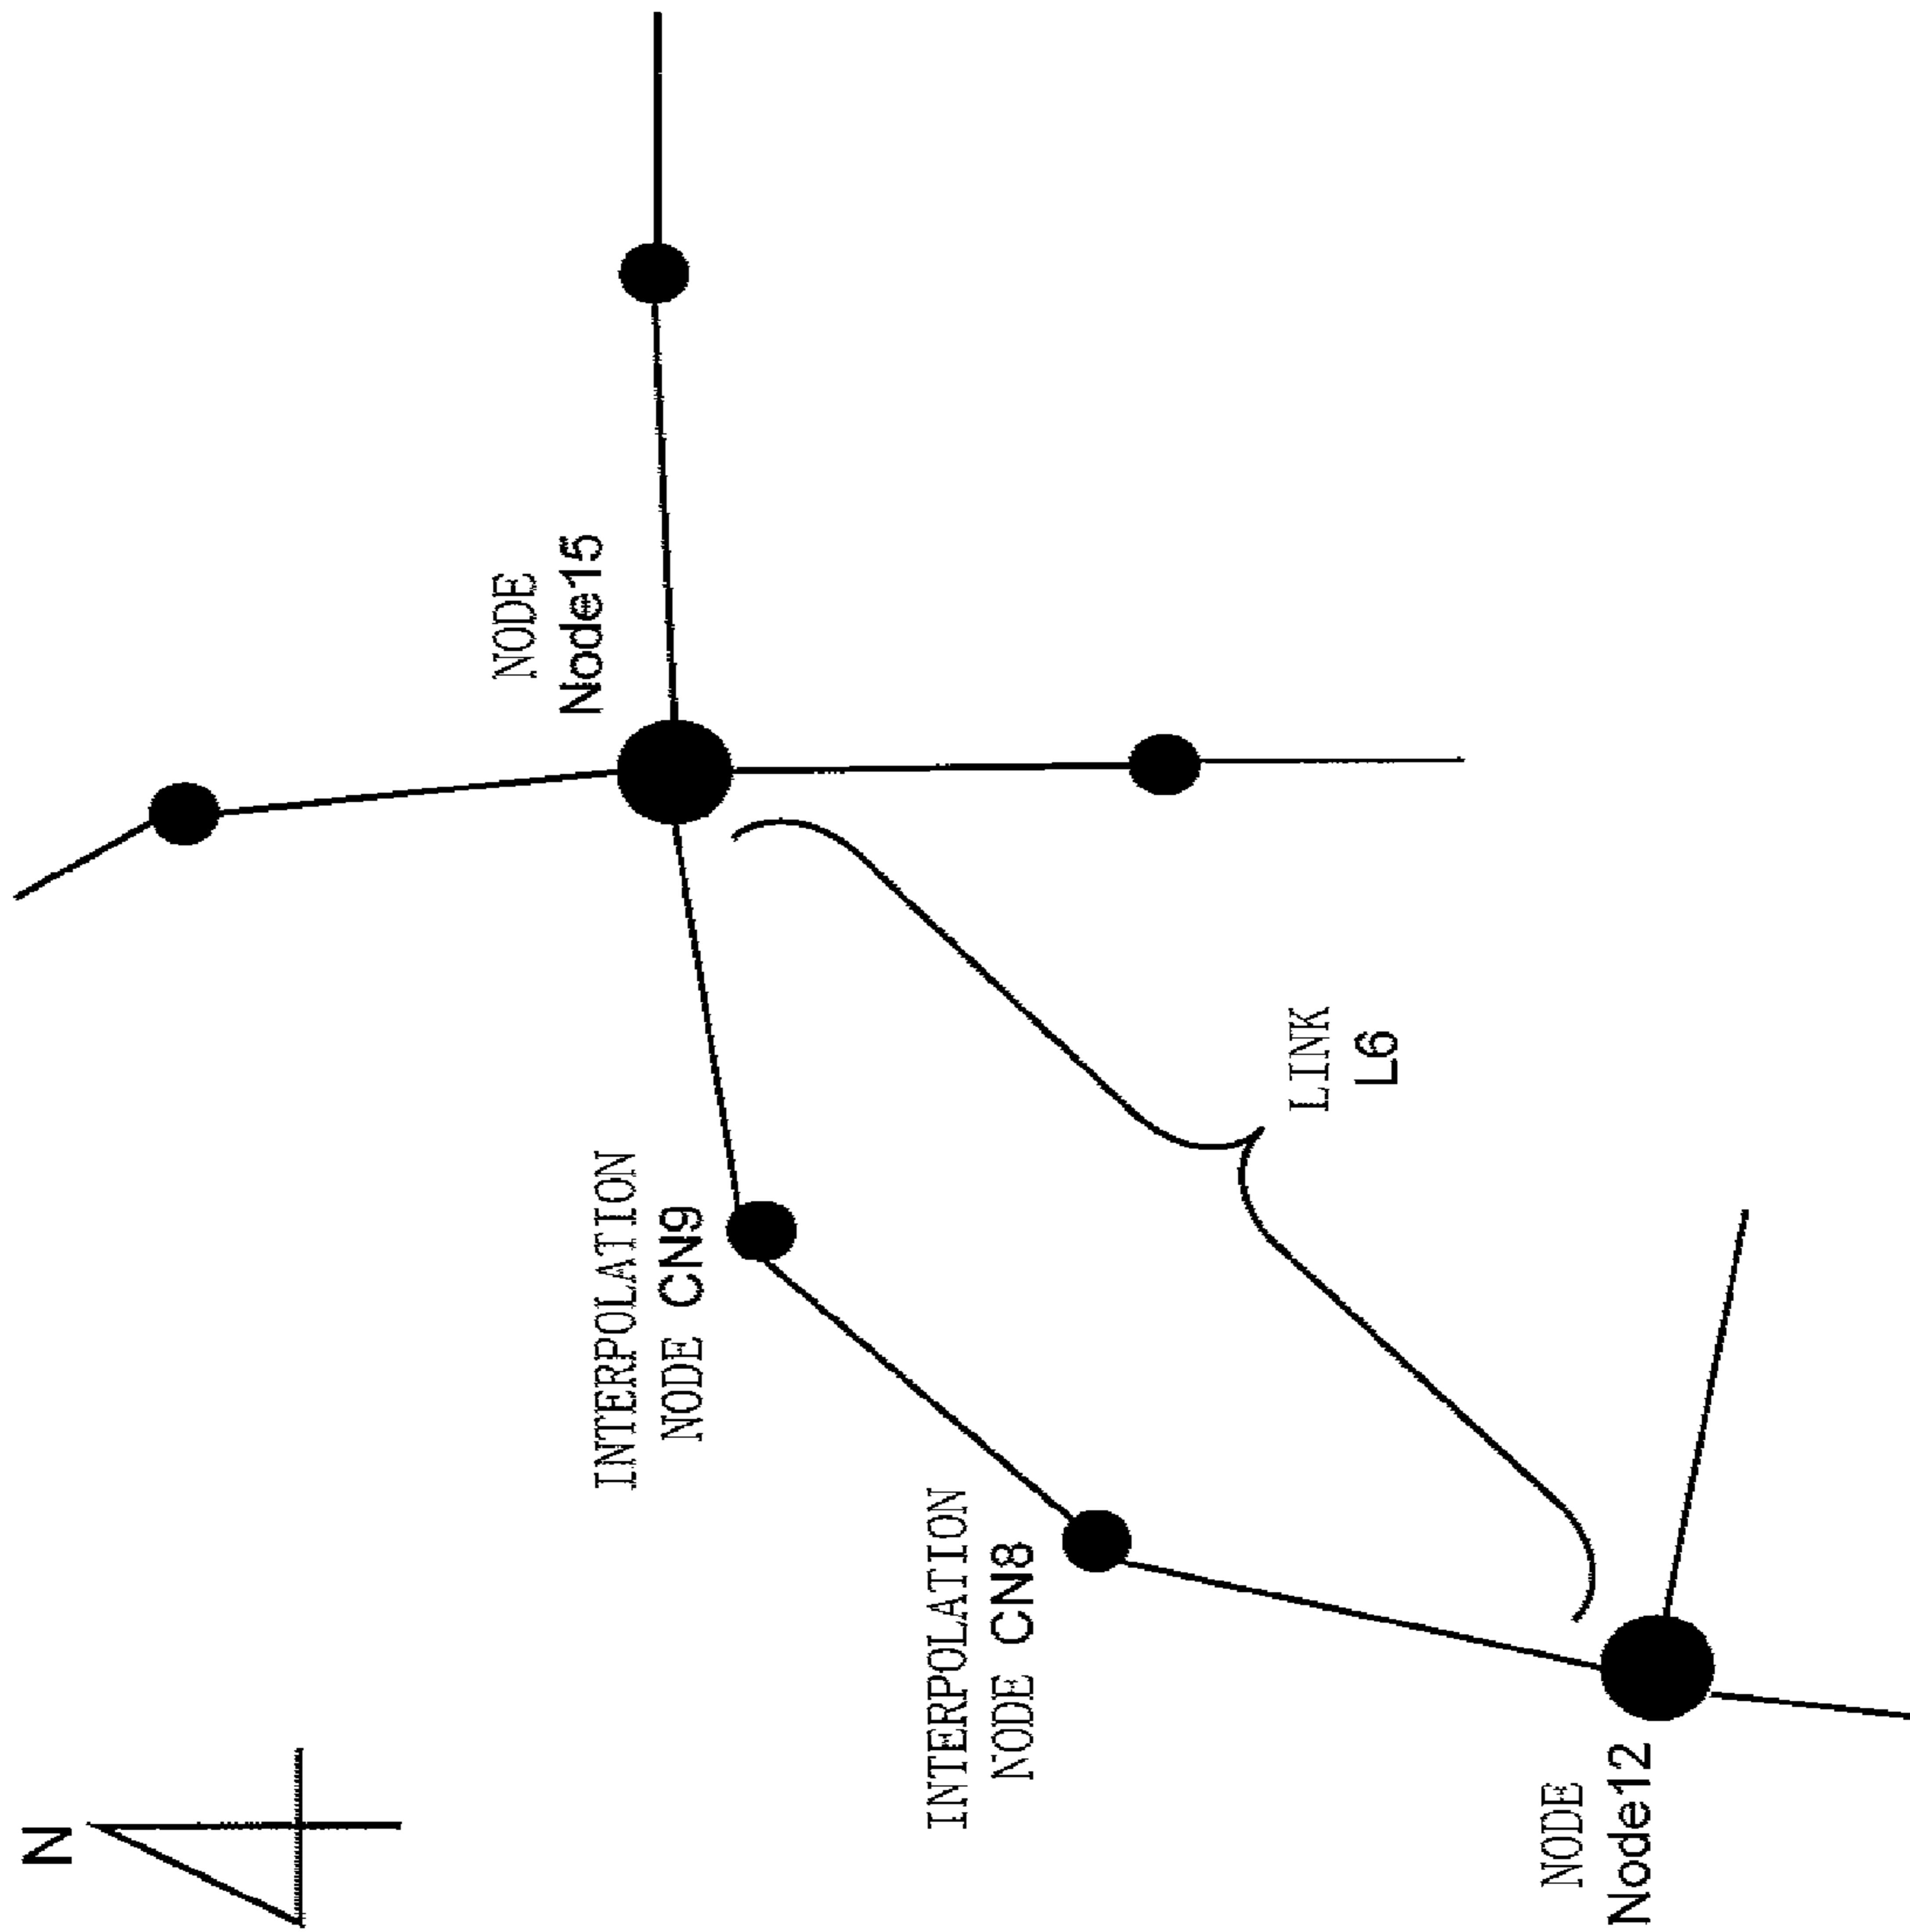 N
NODE
Node15
INTERPOLATION
NODE CN9
INTERPOLATION
NODE CN8
LINK
L6
NODE
Node12